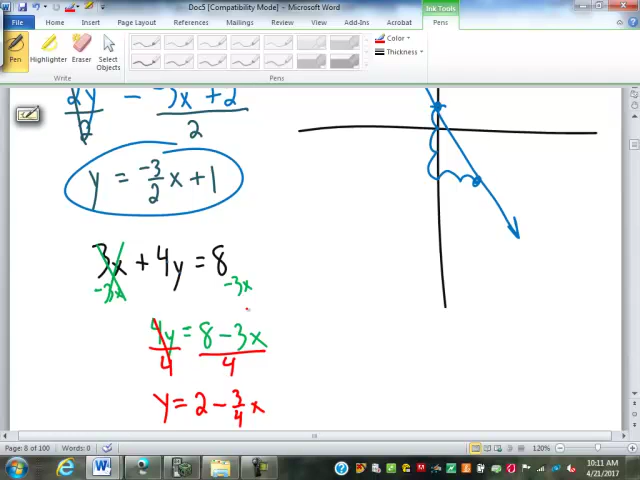 Doc5 [Compatibility Mode] - Microsoft Word
Ink Tools
File Home Insert Page Layout References Mailings Review View Add-Ins Acrobat Pens
Pen Highlighter Eraser Select Objects
Color
Thickness
Write Pens
2y = -3x + 2
2 2
y = -3/2 x + 1
3x + 4y = 8
-3x -3x
4y = 8 - 3x
4 4
y = 2 - 3/4 x
Page: 8 of 100 Words: 0 120%
10:11 AM
4/21/2017